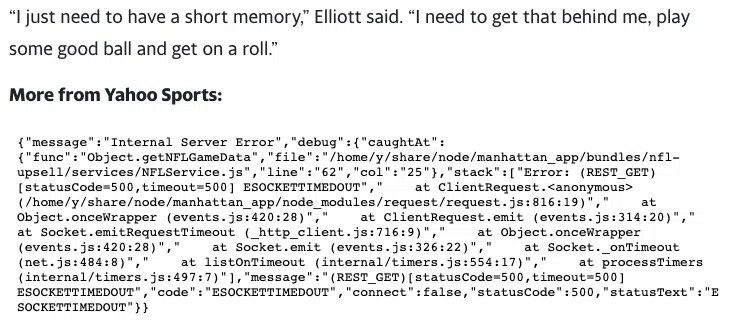 “I just need to have a short memory,” Elliott said. “I need to get that behind me, play
some good ball and get on a roll.”
More from Yahoo Sports:
{"message":"Internal Server Error","debug":{"caughtAt":
{"func":"Object.getNFLGameData","file":"/home/y/share/node/manhattan_app/bundles/nfl-
upsell/services/NFLService.js","line":"62","col":"25"},"stack":["Error: (REST_GET)
[statusCode=500,timeout=500] ESOCKETTIMEDOUT","    at ClientRequest.<anonymous>
(/home/y/share/node/manhattan_app/node_modules/request/request.js:816:19)","    at
Object.onceWrapper (events.js:420:28)","    at ClientRequest.emit (events.js:314:20)","
at Socket.emitRequestTimeout (_http_client.js:716:9)","    at Object.onceWrapper
(events.js:420:28)","    at Socket.emit (events.js:326:22)","    at Socket._onTimeout
(net.js:484:8)","    at listOnTimeout (internal/timers.js:554:17)","    at processTimers
(internal/timers.js:497:7)"],"message":"(REST_GET)[statusCode=500,timeout=500]
ESOCKETTIMEDOUT","code":"ESOCKETTIMEDOUT","connect":false,"statusCode":500,"statusText":"E
SOCKETTIMEDOUT"}}